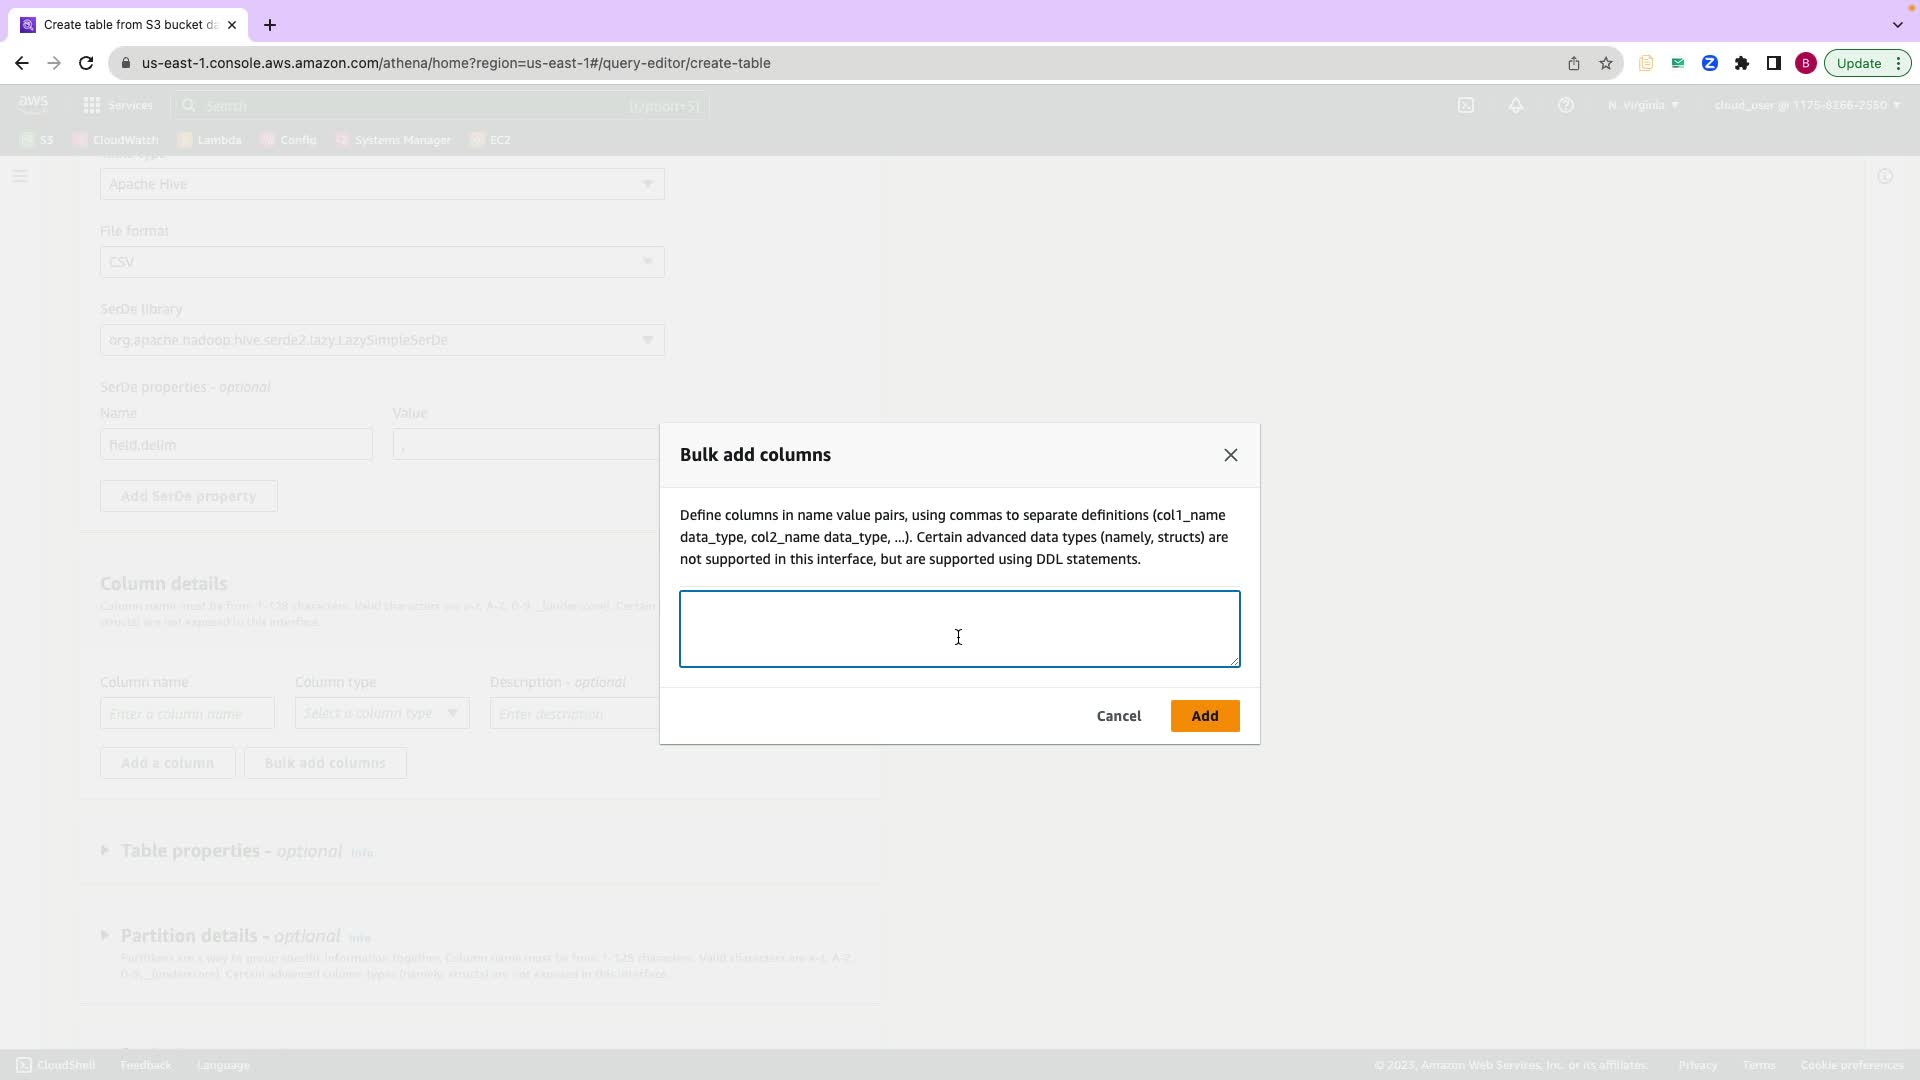 Create table from S3 bucket da
us-east-1.console.aws.amazon.com/athena/home?region=us-east-1#/query-editor/create-table
B
Update
aws
Services
Search
[Option+S]
N. Virginia
cloud_user @ 1175-8266-2550
S3
CloudWatch
Lambda
Config
Systems Manager
EC2
Apache Hive
File format
CSV
SerDe library
org.apache.hadoop.hive.serde2.lazy.LazySimpleSerDe
SerDe properties - optional
Name
Value
field.delim
,
Add SerDe property
Bulk add columns
Define columns in name value pairs, using commas to separate definitions (col1_name
data_type, col2_name data_type, ...). Certain advanced data types (namely, structs) are
not supported in this interface, but are supported using DDL statements.
Cancel
Add
Column details
Column name must be from 1-128 characters. Valid characters are a-z, A-Z, 0-9, _(underscore). Certain
structs) are not exposed in this interface.
Column name
Column type
Description - optional
Enter a column name
Select a column type
Enter description
Add a column
Bulk add columns
Table properties - optional Info
Partition details - optional Info
Partitions are a way to group specific information together. Column name must be from 1-128 characters. Valid characters are a-z, A-Z,
0-9, _(underscore). Certain advanced column types (namely, structs) are not exposed in this interface.
CloudShell
Feedback
Language
© 2023, Amazon Web Services, Inc. or its affiliates.
Privacy
Terms
Cookie preferences